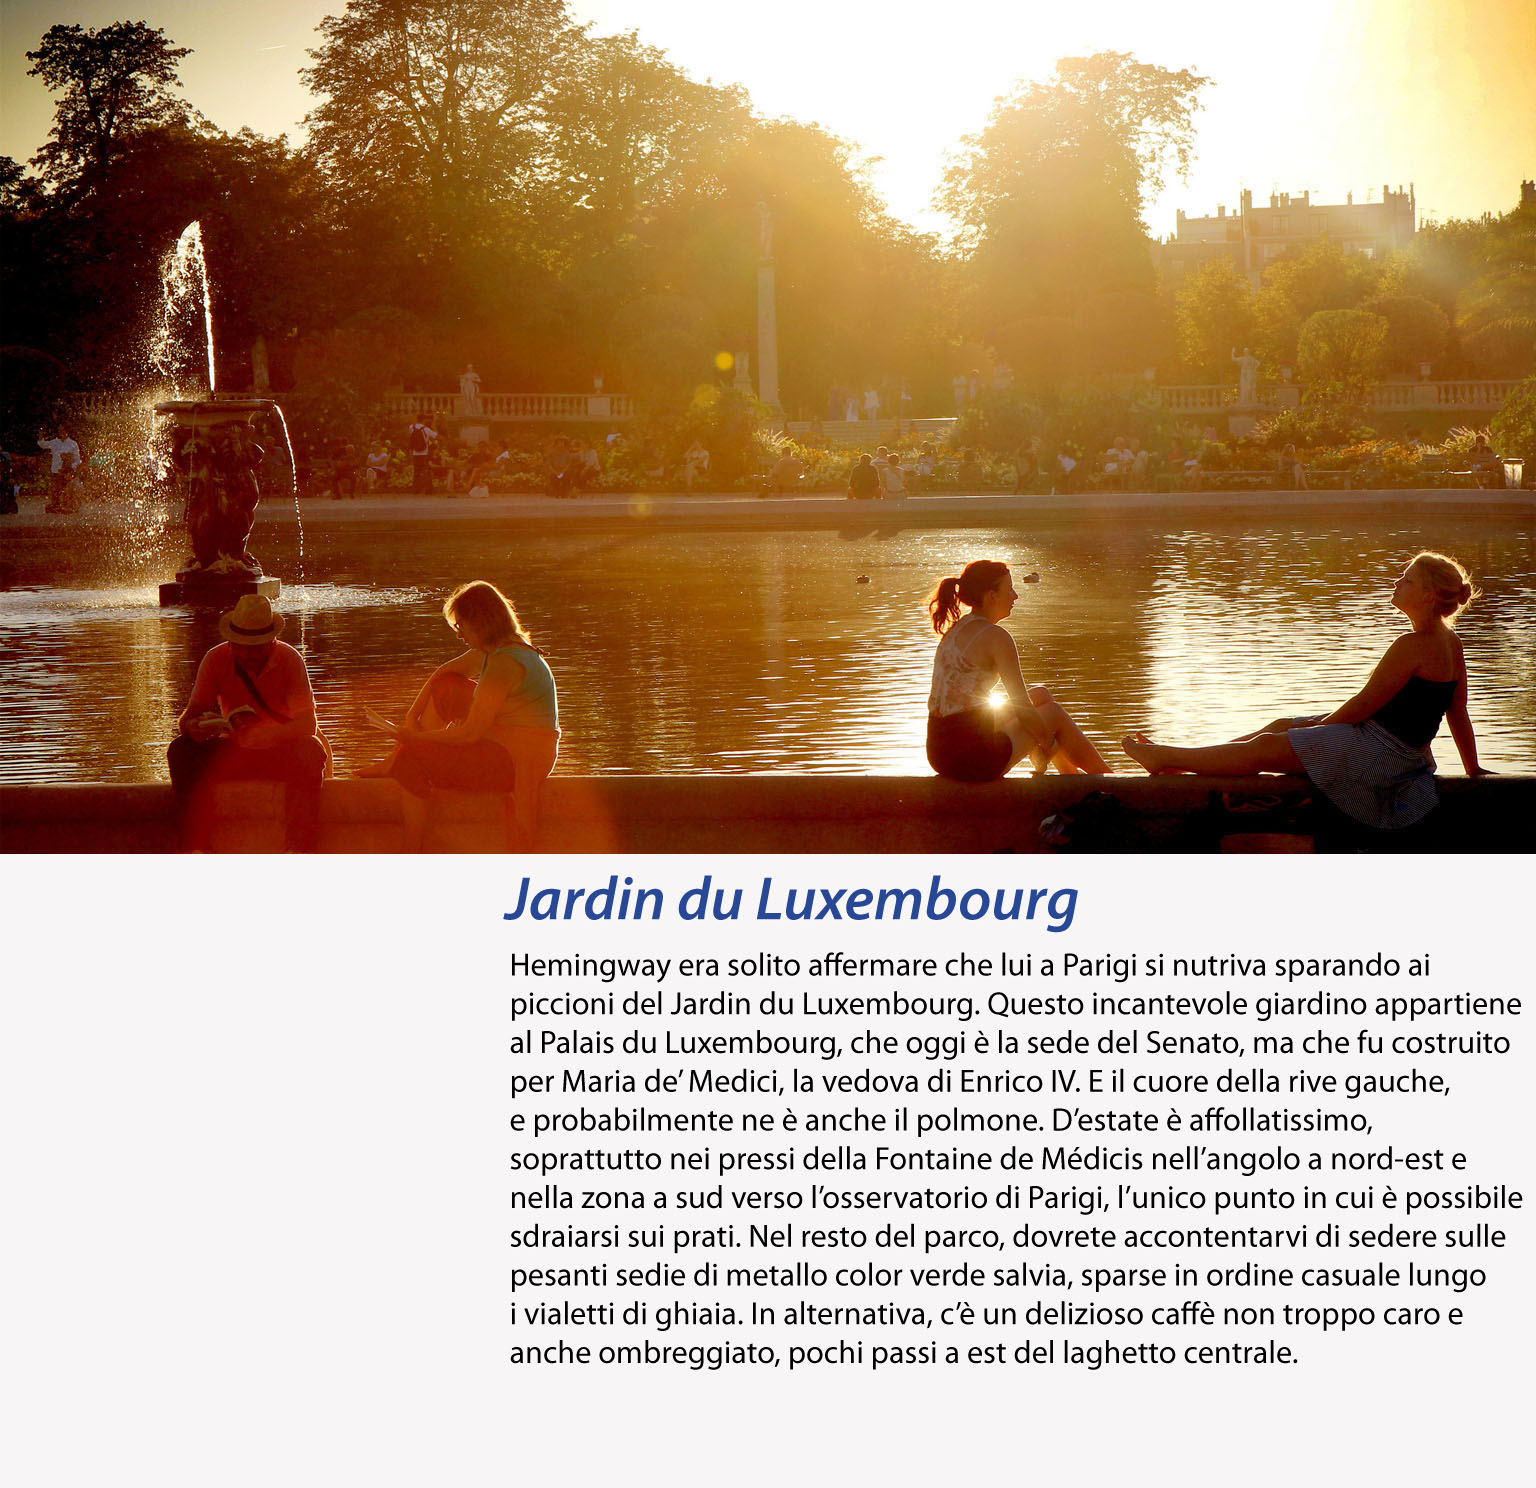 Jardin du Luxembourg
Hemingway era solito affermare che lui a Parigi si nutriva sparando ai
piccioni del Jardin du Luxembourg. Questo incantevole giardino appartiene
al Palais du Luxembourg, che oggi è la sede del Senato, ma che fu costruito
per Maria de’ Medici, la vedova di Enrico IV. E il cuore della rive gauche,
e probabilmente ne è anche il polmone. D’estate è affollatissimo,
soprattutto nei pressi della Fontaine de Médicis nell’angolo a nord-est e
nella zona a sud verso l’osservatorio di Parigi, l’unico punto in cui è possibile
sdraiarsi sui prati. Nel resto del parco, dovrete accontentarvi di sedere sulle
pesanti sedie di metallo color verde salvia, sparse in ordine casuale lungo
i vialetti di ghiaia. In alternativa, c’è un delizioso caffè non troppo caro e
anche ombreggiato, pochi passi a est del laghetto centrale.